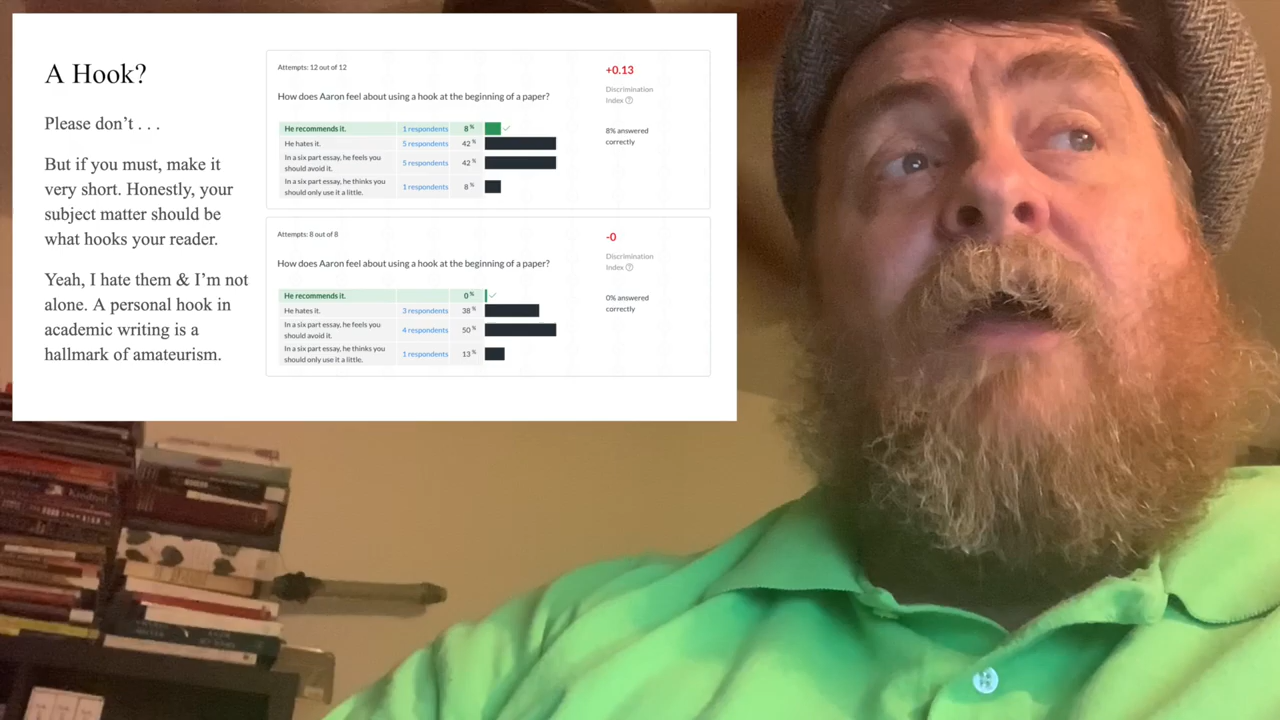 A Hook?
Please don't . . .
But if you must, make it
very short. Honestly, your
subject matter should be
what hooks your reader.
Yeah, I hate them & I'm not
alone. A personal hook in
academic writing is a
hallmark of amateurism.
Attempts: 12 out of 12
+0.13
Discrimination
Index ?
How does Aaron feel about using a hook at the beginning of a paper?
8% answered
correctly
He recommends it. 1 respondents 8 %
He hates it. 5 respondents 42 %
In a six part essay, he feels you
should avoid it. 5 respondents 42 %
In a six part essay, he thinks you
should only use it a little. 1 respondents 8 %
Attempts: 8 out of 8
-0
Discrimination
Index ?
How does Aaron feel about using a hook at the beginning of a paper?
0% answered
correctly
He recommends it. 0 %
He hates it. 3 respondents 38 %
In a six part essay, he feels you
should avoid it. 4 respondents 50 %
In a six part essay, he thinks you
should only use it a little. 1 respondents 13 %
Kindred